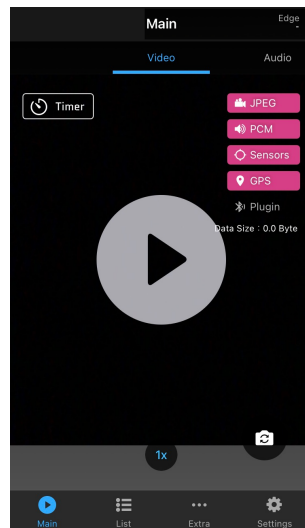 Main
Edge
-
Video
Audio
Timer
JPEG
PCM
Sensors
GPS
Plugin
Data Size : 0.0 Byte
1x
Main
List
Extra
Settings